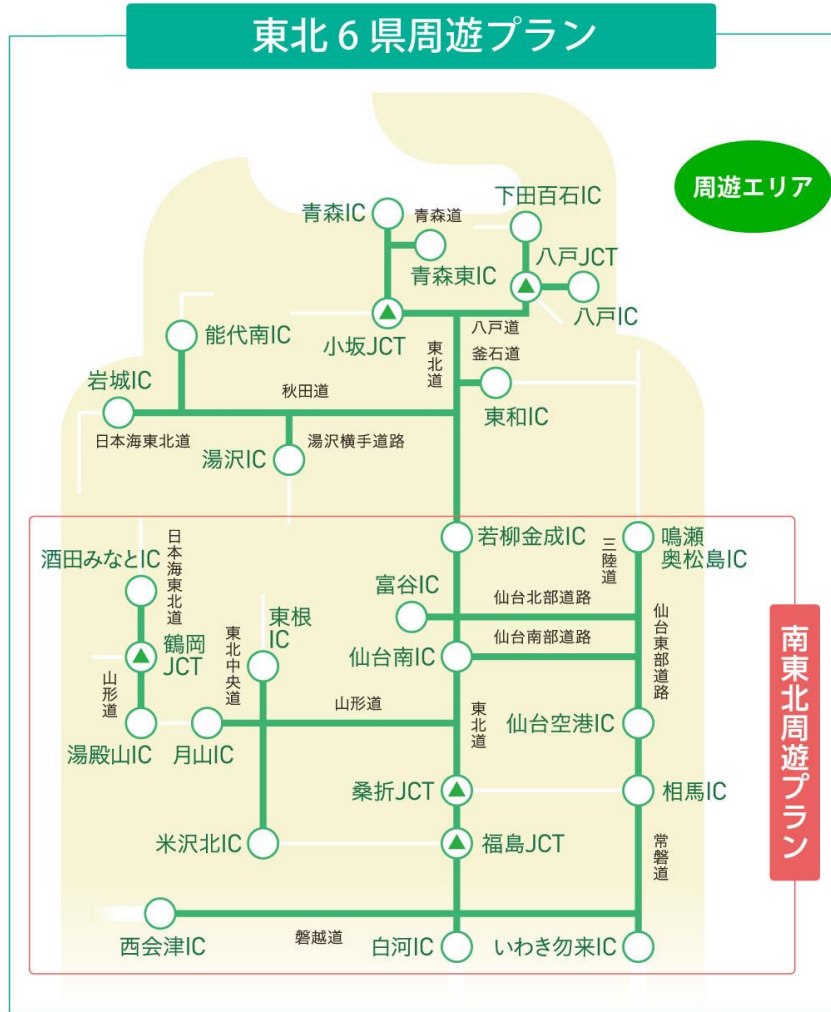 東北6県周遊プラン
周遊エリア
青森IC
青森道
青森東IC
下田百石IC
八戸JCT
八戸IC
小坂JCT
八戸道
東北道
釜石道
東和IC
能代南IC
岩城IC
秋田道
日本海東北道
湯沢IC
湯沢横手道路
若柳金成IC
鳴瀬
奥松島IC
三陸道
酒田みなとIC
日本海東北道
富谷IC
仙台北部道路
東根
IC
鶴岡
JCT
東北中央道
仙台南IC
仙台南部道路
仙台東部道路
山形道
山形道
湯殿山IC
月山IC
東北道
仙台空港IC
桑折JCT
相馬IC
米沢北IC
福島JCT
常磐道
西会津IC
磐越道
白河IC
いわき勿来IC
南東北周遊プラン